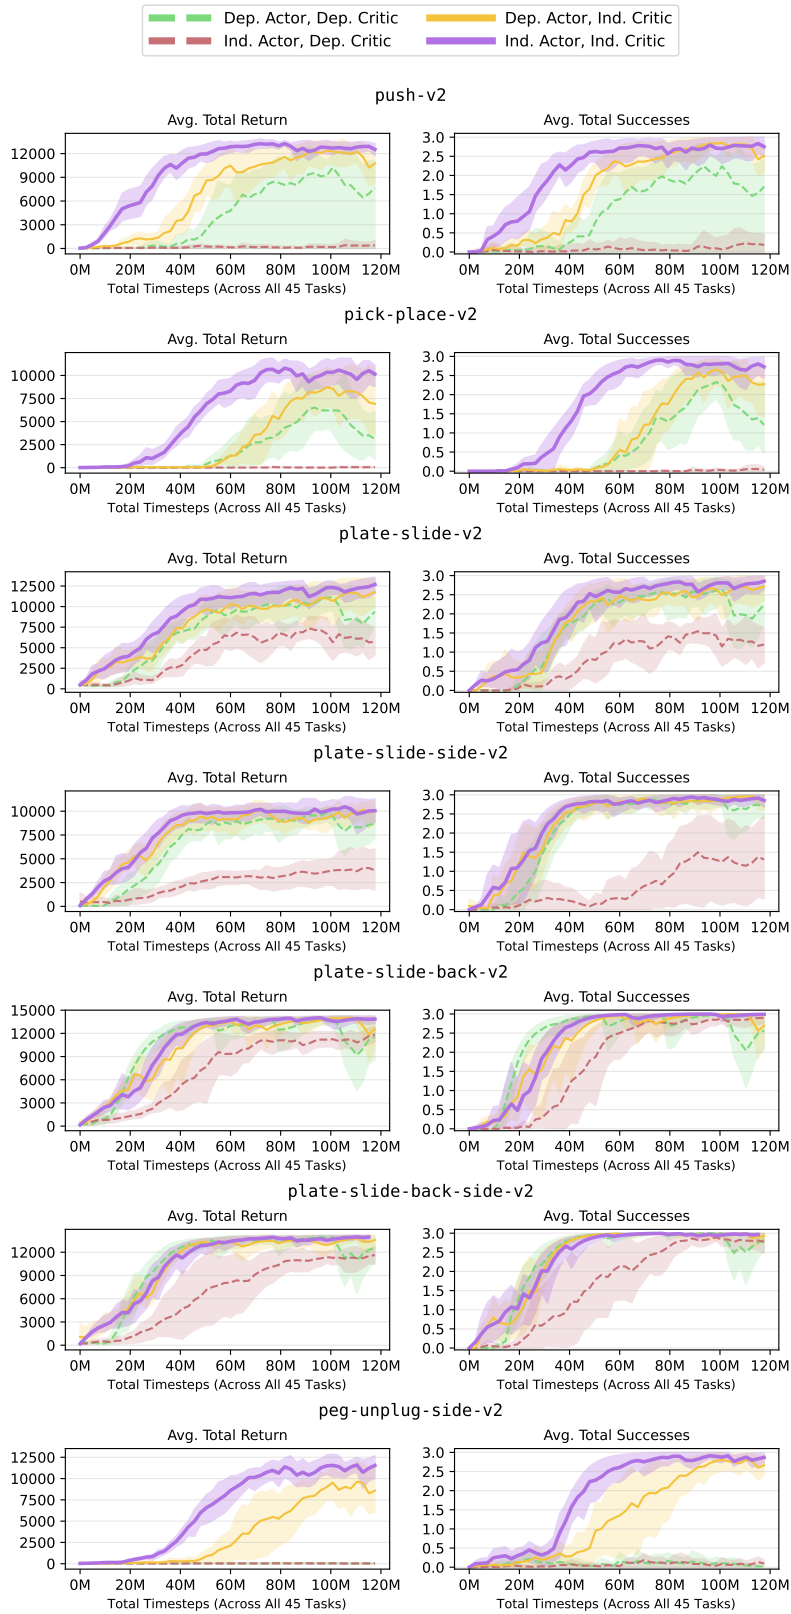 Dep. Actor, Dep. Critic
Ind. Actor, Dep. Critic
Dep. Actor, Ind. Critic
Ind. Actor, Ind. Critic
push-v2
Avg. Total Return
12000
9000
6000
3000
0
0M 20M 40M 60M 80M 100M 120M
Total Timesteps (Across All 45 Tasks)
Avg. Total Successes
3.0
2.5
2.0
1.5
1.0
0.5
0.0
0M 20M 40M 60M 80M 100M 120M
Total Timesteps (Across All 45 Tasks)
pick-place-v2
Avg. Total Return
10000
7500
5000
2500
0
0M 20M 40M 60M 80M 100M 120M
Total Timesteps (Across All 45 Tasks)
Avg. Total Successes
3.0
2.5
2.0
1.5
1.0
0.5
0.0
0M 20M 40M 60M 80M 100M 120M
Total Timesteps (Across All 45 Tasks)
plate-slide-v2
Avg. Total Return
12500
10000
7500
5000
2500
0
0M 20M 40M 60M 80M 100M 120M
Total Timesteps (Across All 45 Tasks)
Avg. Total Successes
3.0
2.5
2.0
1.5
1.0
0.5
0.0
0M 20M 40M 60M 80M 100M 120M
Total Timesteps (Across All 45 Tasks)
plate-slide-side-v2
Avg. Total Return
10000
7500
5000
2500
0
0M 20M 40M 60M 80M 100M 120M
Total Timesteps (Across All 45 Tasks)
Avg. Total Successes
3.0
2.5
2.0
1.5
1.0
0.5
0.0
0M 20M 40M 60M 80M 100M 120M
Total Timesteps (Across All 45 Tasks)
plate-slide-back-v2
Avg. Total Return
15000
12000
9000
6000
3000
0
0M 20M 40M 60M 80M 100M 120M
Total Timesteps (Across All 45 Tasks)
Avg. Total Successes
3.0
2.5
2.0
1.5
1.0
0.5
0.0
0M 20M 40M 60M 80M 100M 120M
Total Timesteps (Across All 45 Tasks)
plate-slide-back-side-v2
Avg. Total Return
12000
9000
6000
3000
0
0M 20M 40M 60M 80M 100M 120M
Total Timesteps (Across All 45 Tasks)
Avg. Total Successes
3.0
2.5
2.0
1.5
1.0
0.5
0.0
0M 20M 40M 60M 80M 100M 120M
Total Timesteps (Across All 45 Tasks)
peg-unplug-side-v2
Avg. Total Return
12500
10000
7500
5000
2500
0
0M 20M 40M 60M 80M 100M 120M
Total Timesteps (Across All 45 Tasks)
Avg. Total Successes
3.0
2.5
2.0
1.5
1.0
0.5
0.0
0M 20M 40M 60M 80M 100M 120M
Total Timesteps (Across All 45 Tasks)